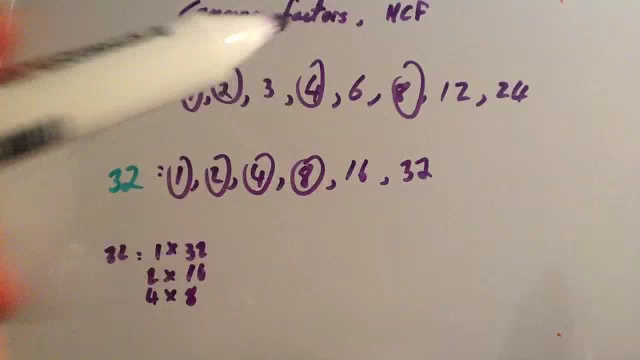 Common factors, HCF
1, 2, 3, 4, 6, 8, 12, 24
32 : 1, 2, 4, 8, 16, 32
32 : 1 × 32
2 × 16
4 × 8